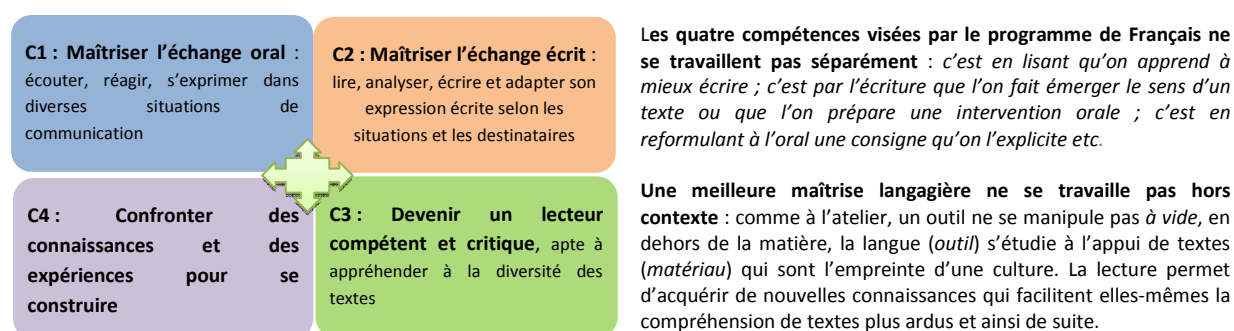 C1 : Maîtriser l’échange oral :
écouter, réagir, s’exprimer dans
diverses situations de
communication
C2 : Maîtriser l’échange écrit :
lire, analyser, écrire et adapter son
expression écrite selon les
situations et les destinataires
C4 : Confronter des
connaissances et des
expériences pour se
construire
C3 : Devenir un lecteur
compétent et critique, apte à
appréhender à la diversité des
textes
Les quatre compétences visées par le programme de Français ne
se travaillent pas séparément : c’est en lisant qu’on apprend à
mieux écrire ; c’est par l’écriture que l’on fait émerger le sens d’un
texte ou que l’on prépare une intervention orale ; c’est en
reformulant à l’oral une consigne qu’on l’explicite etc.
Une meilleure maîtrise langagière ne se travaille pas hors
contexte : comme à l’atelier, un outil ne se manipule pas à vide, en
dehors de la matière, la langue (outil) s’étudie à l’appui de textes
(matériau) qui sont l’empreinte d’une culture. La lecture permet
d’acquérir de nouvelles connaissances qui facilitent elles-mêmes la
compréhension de textes plus ardus et ainsi de suite.